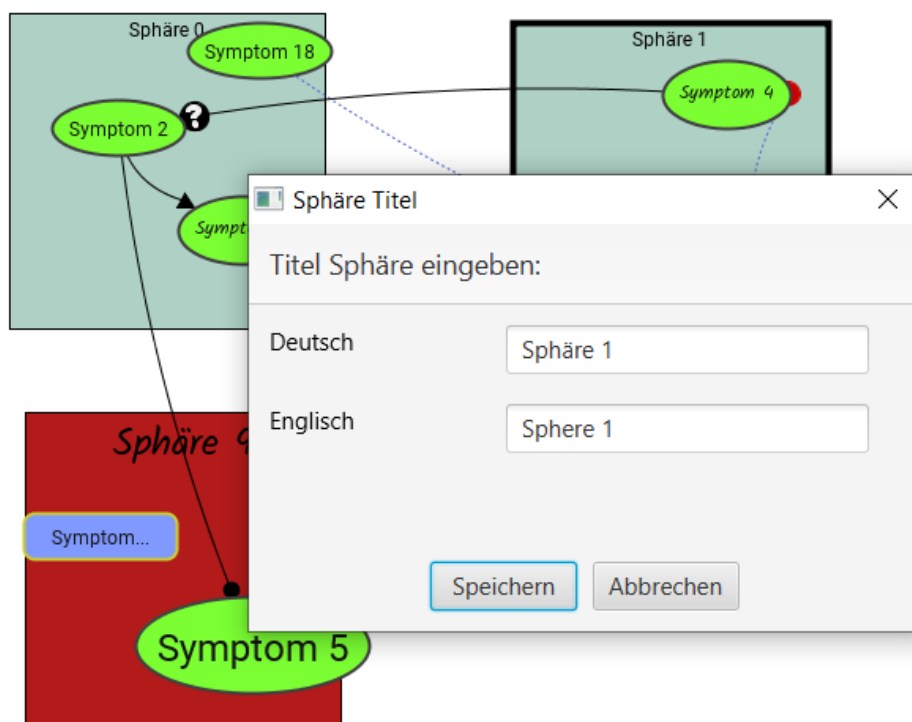 Sphäre 0
Symptom 18
Sphäre 1
Symptom 4
?
Symptom 2
Sphäre Titel
Titel Sphäre eingeben:
Deutsch
Sphäre 1
Englisch
Sphere 1
Sphäre
Symptom...
Speichern
Abbrechen
Symptom 5